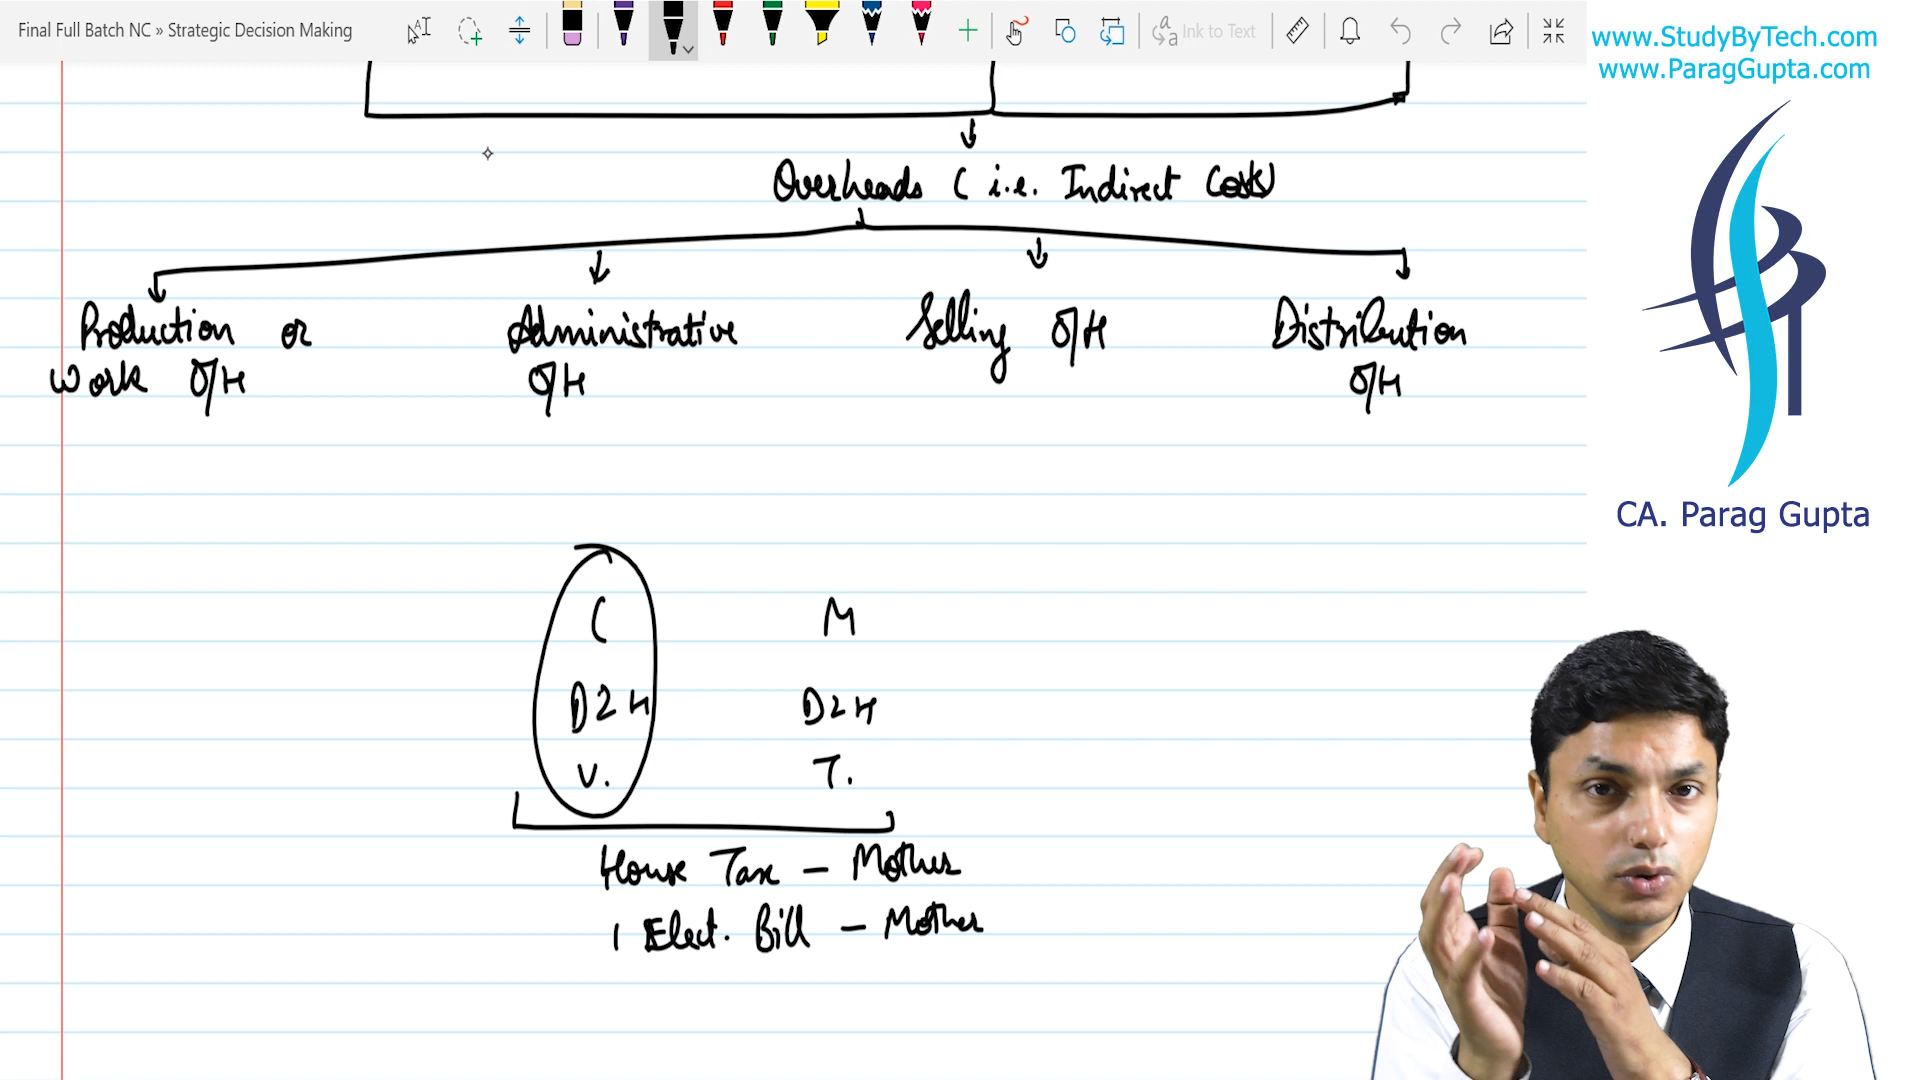 Final Full Batch NC » Strategic Decision Making
Ink to Text
www.StudyByTech.com
www.ParagGupta.com
Overheads ( i.e. Indirect Costs)
Production or
Work O/H
Administrative
O/H
Selling O/H
Distribution
O/H
CA. Parag Gupta
C M
D2H D2H
V. T.
House Tax – Mother
1 Elect. Bill – Mother